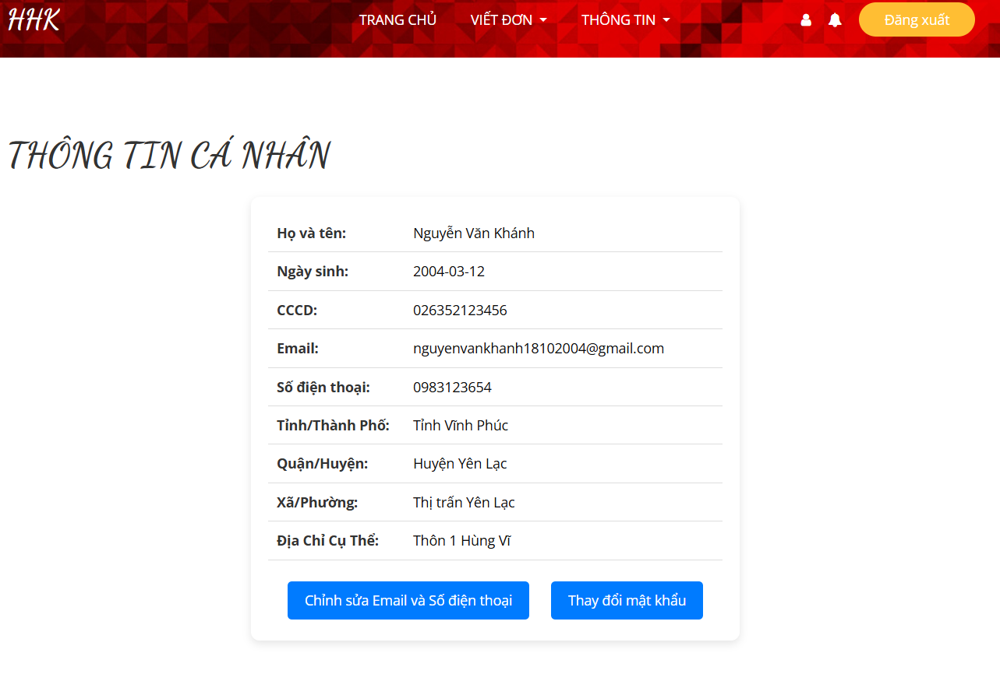 HHK TRANG CHỦ VIẾT ĐƠN THÔNG TIN Đăng xuất
THÔNG TIN CÁ NHÂN
Họ và tên: Nguyễn Văn Khánh
Ngày sinh: 2004-03-12
CCCD: 026352123456
Email: nguyenvankhanh18102004@gmail.com
Số điện thoại: 0983123654
Tỉnh/Thành Phố: Tỉnh Vĩnh Phúc
Quận/Huyện: Huyện Yên Lạc
Xã/Phường: Thị trấn Yên Lạc
Địa Chỉ Cụ Thể: Thôn 1 Hùng Vĩ
Chỉnh sửa Email và Số điện thoại Thay đổi mật khẩu